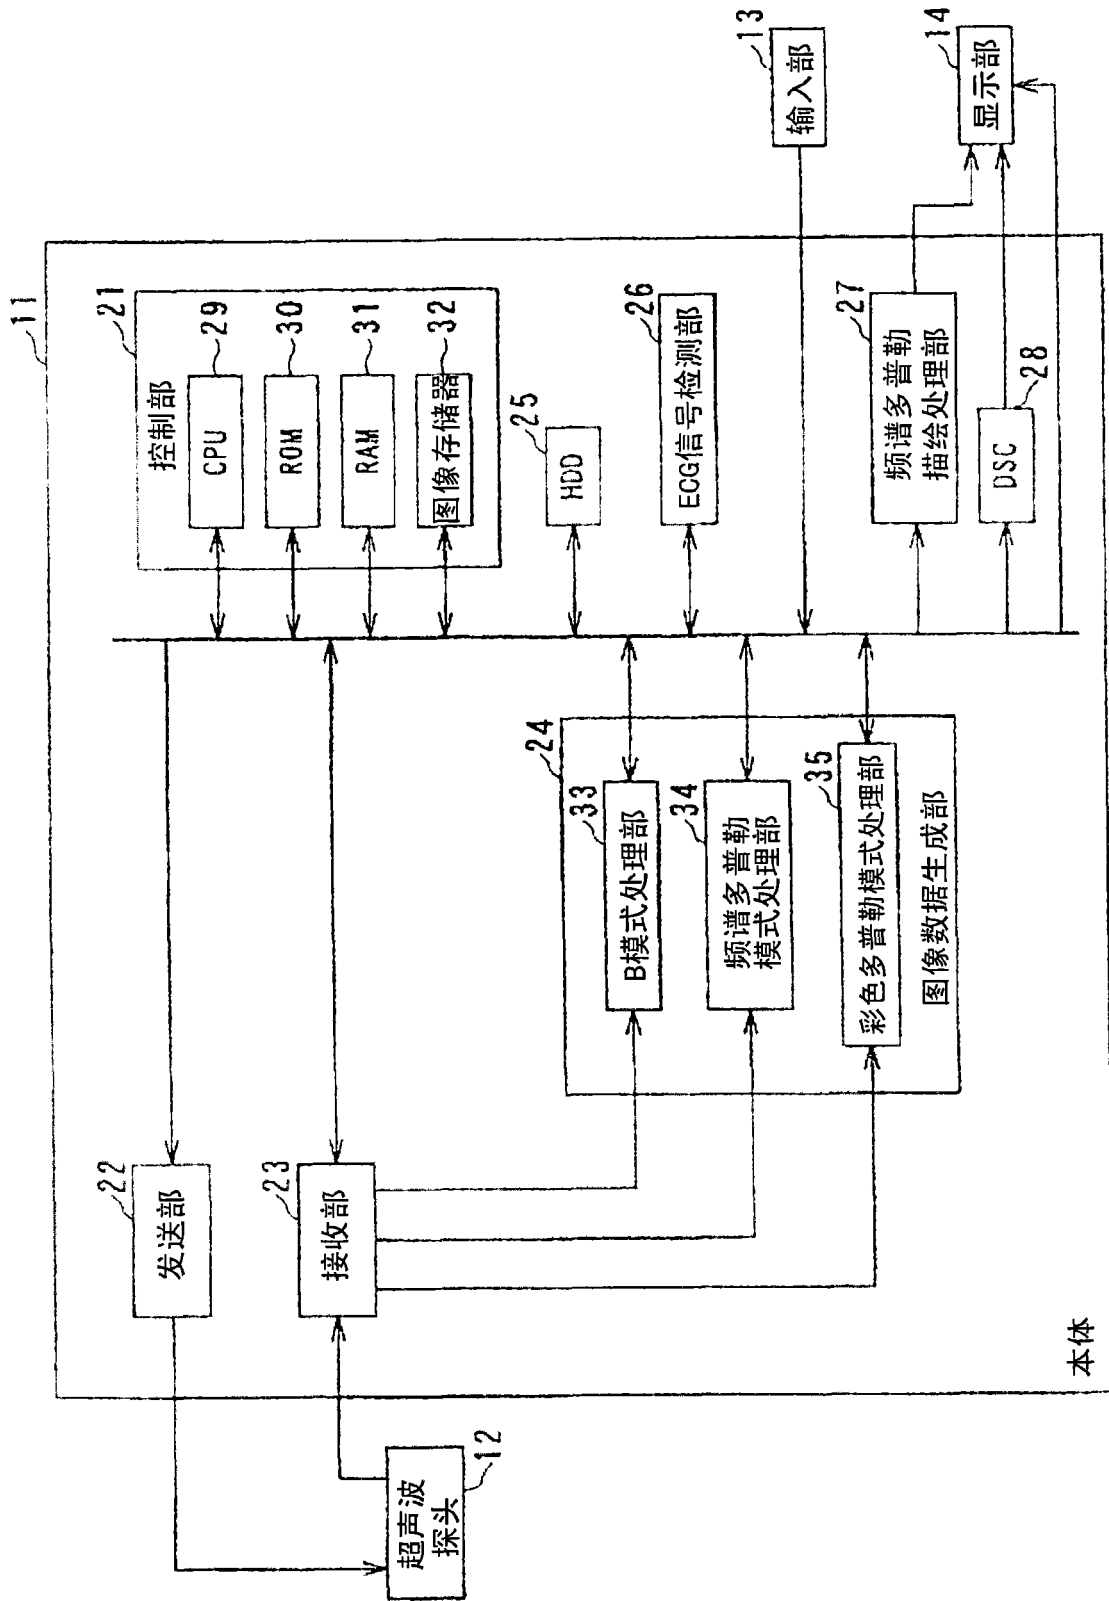 11
21
控制部
CPU
29
ROM
30
RAM
31
图像存储器
32
HDD
25
ECG信号检测部
26
输入部
13
频谱多普勒
描绘处理部
27
DSC
28
显示部
14
发送部
22
接收部
23
24
B模式处理部
33
频谱多普勒
模式处理部
34
彩色多普勒模式处理部
35
图像数据生成部
超声波
探头
12
本体